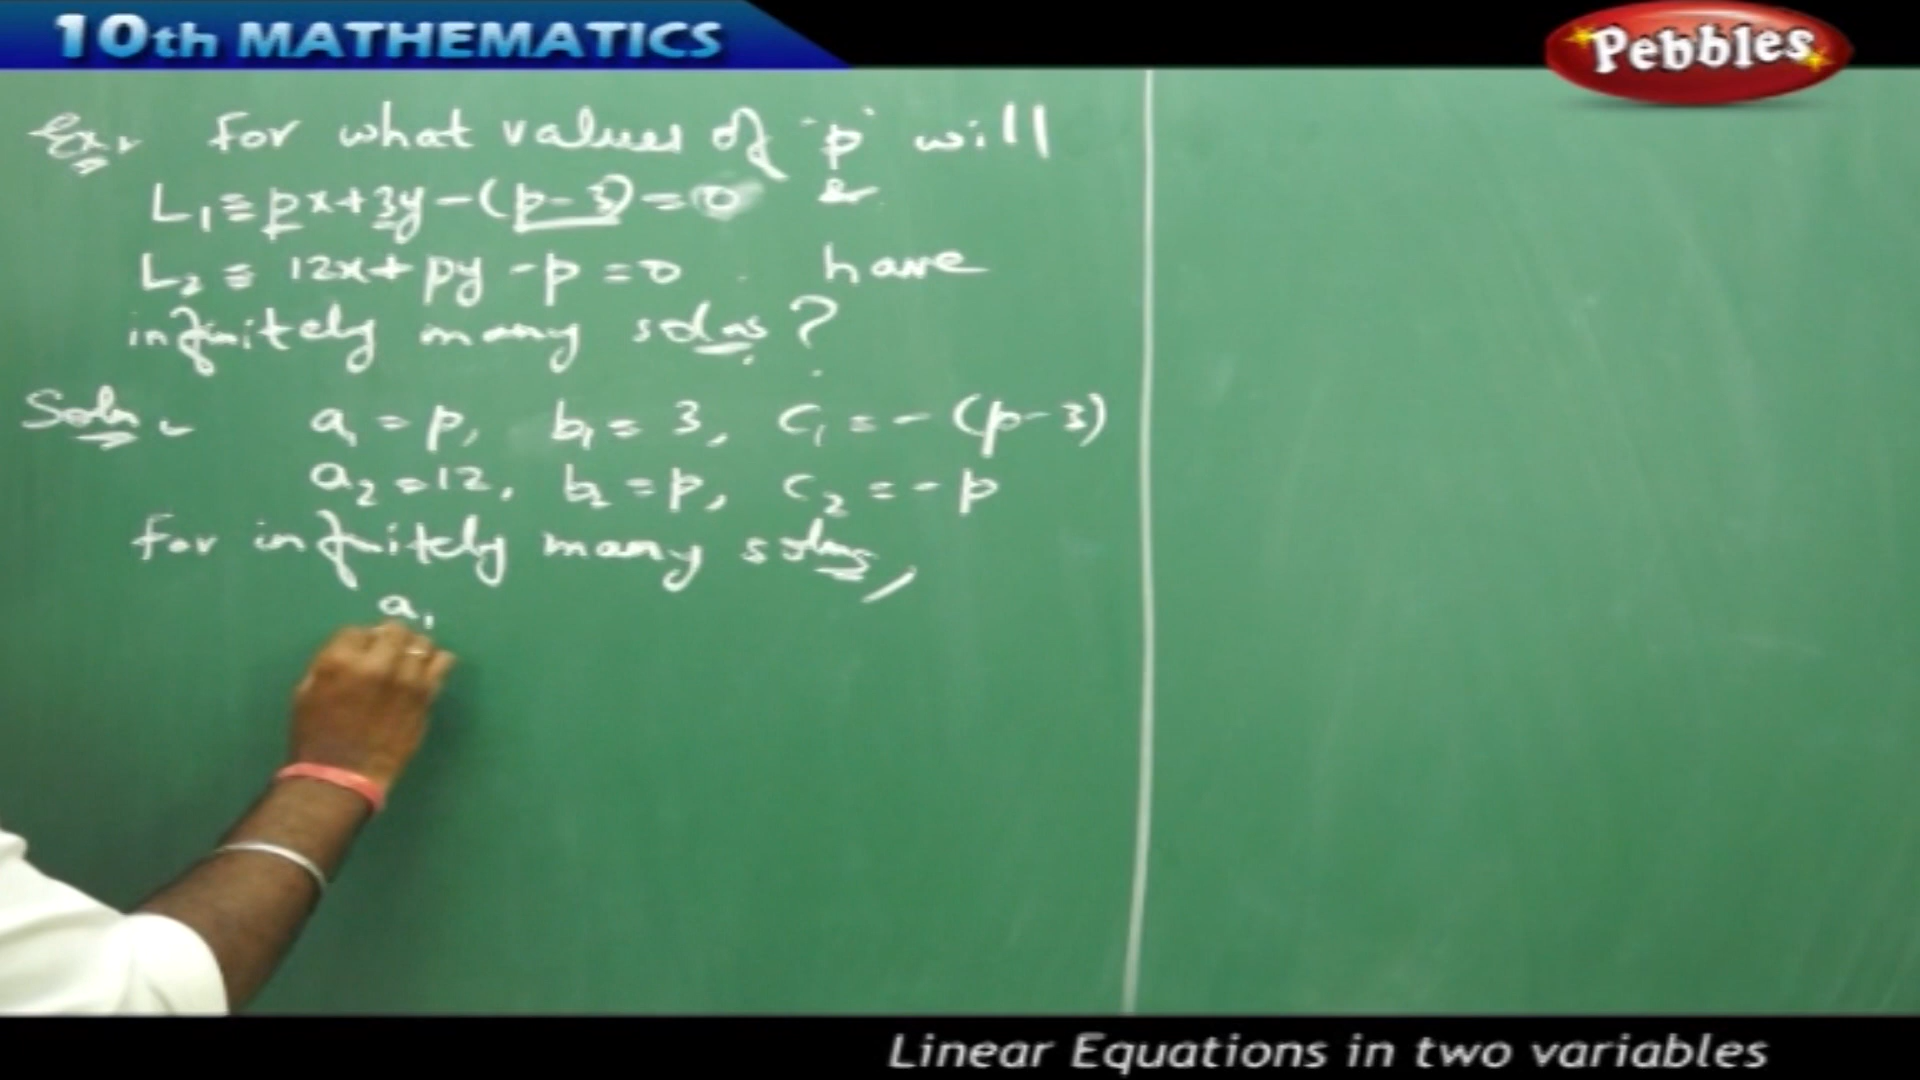 10th MATHEMATICS
Pebbles
Ex, For what values of 'p' will
L₁ ≡ px+3y-(p-3)=0 &
L₂ ≡ 12x+py-p=0. have
infinitely many solns?
Soln, a₁=p, b₁=3, c₁=-(p-3)
a₂=12, b₂=p, c₂=-p
For infinitely many solns,
a₁
Linear Equations in two variables